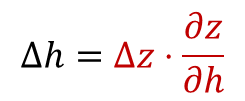 Δh = Δz · ∂z/∂h